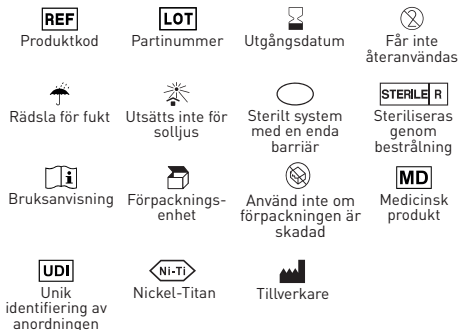 REF
LOT
Produktkod
Partinummer
Utgångsdatum
Får inte
återanvändas
STERILE R
Rädsla för fukt
Utsätts inte för
solljus
Sterilt system
med en enda
barriär
Steriliseras
genom
bestrålning
i
MD
Bruksanvisning
Förpacknings-
enhet
Använd inte om
förpackningen är
skadad
Medicinsk
produkt
UDI
Ni-Ti
Unik
identifiering av
anordningen
Nickel-Titan
Tillverkare